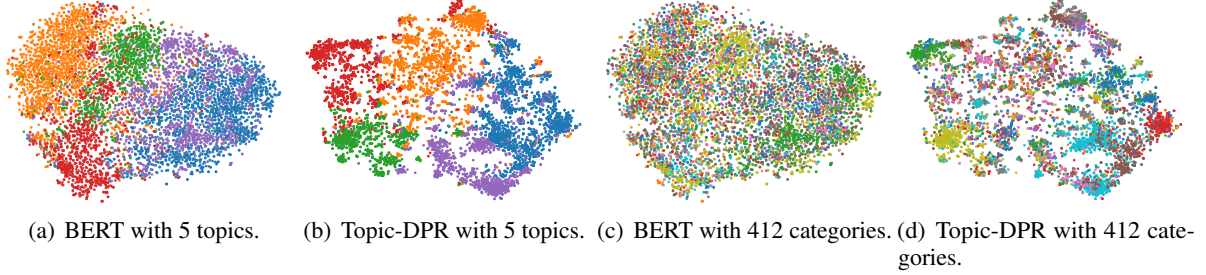 (a) BERT with 5 topics.
(b) Topic-DPR with 5 topics.
(c) BERT with 412 categories.
(d) Topic-DPR with 412 cate-
gories.